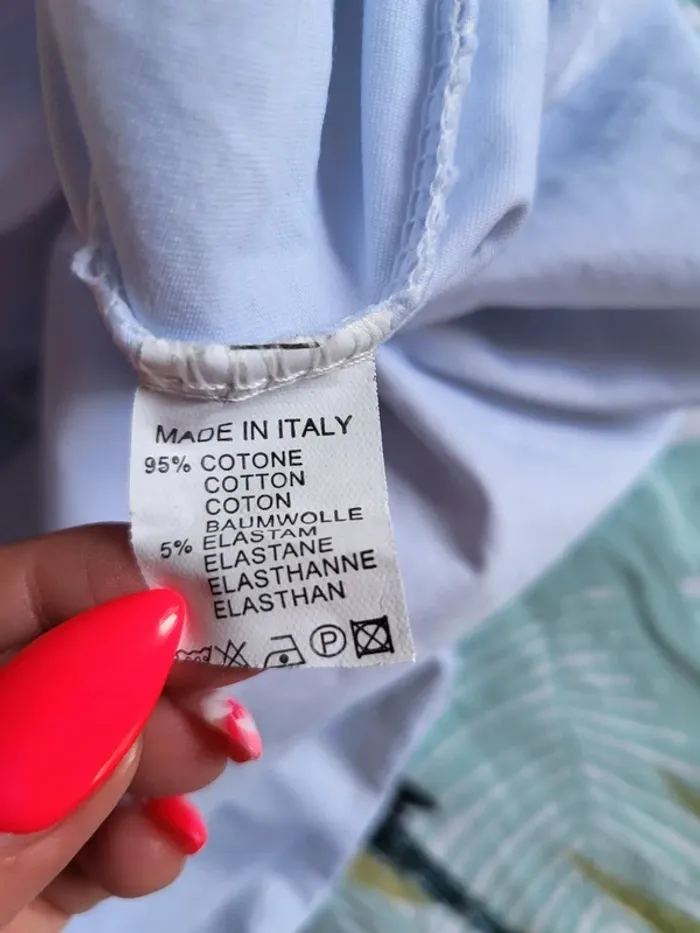 MADE IN ITALY
95% COTONE
COTTON
COTON
BAUMWOLLE
5% ELASTAM
ELASTANE
ELASTHANNE
ELASTHAN
P